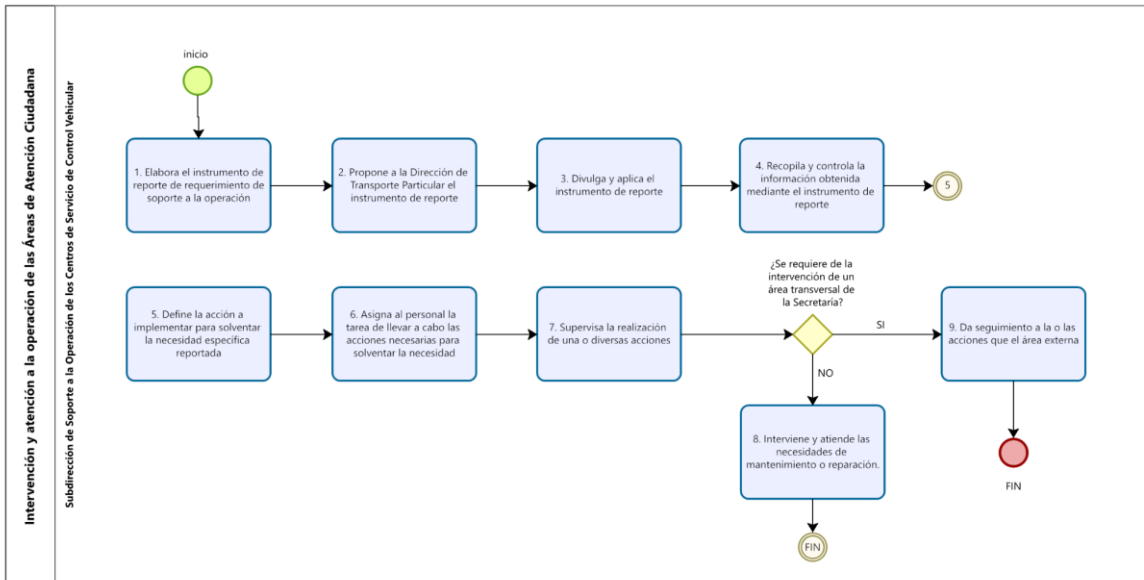 Intervención y atención a la operación de las Áreas de Atención Ciudadana
Subdirección de Soporte a la Operación de los Centros de Servicio de Control Vehicular
inicio
1. Elabora el instrumento de
reporte de requerimiento de
soporte a la operación
2. Propone a la Dirección de
Transporte Particular el
instrumento de reporte
3. Divulga y aplica el
instrumento de reporte
4. Recopila y controla la
información obtenida
mediante el instrumento de
reporte
5
5. Define la acción a
implementar para solventar
la necesidad específica
reportada
6. Asigna al personal la
tarea de llevar a cabo las
acciones necesarias para
solventar la necesidad
7. Supervisa la realización
de una o diversas acciones
¿Se requiere de la
intervención de un
área transversal de
la Secretaría?
SI
NO
9. Da seguimiento a la o las
acciones que el área externa
8. Interviene y atiende las
necesidades de
mantenimiento o reparación.
FIN
FIN